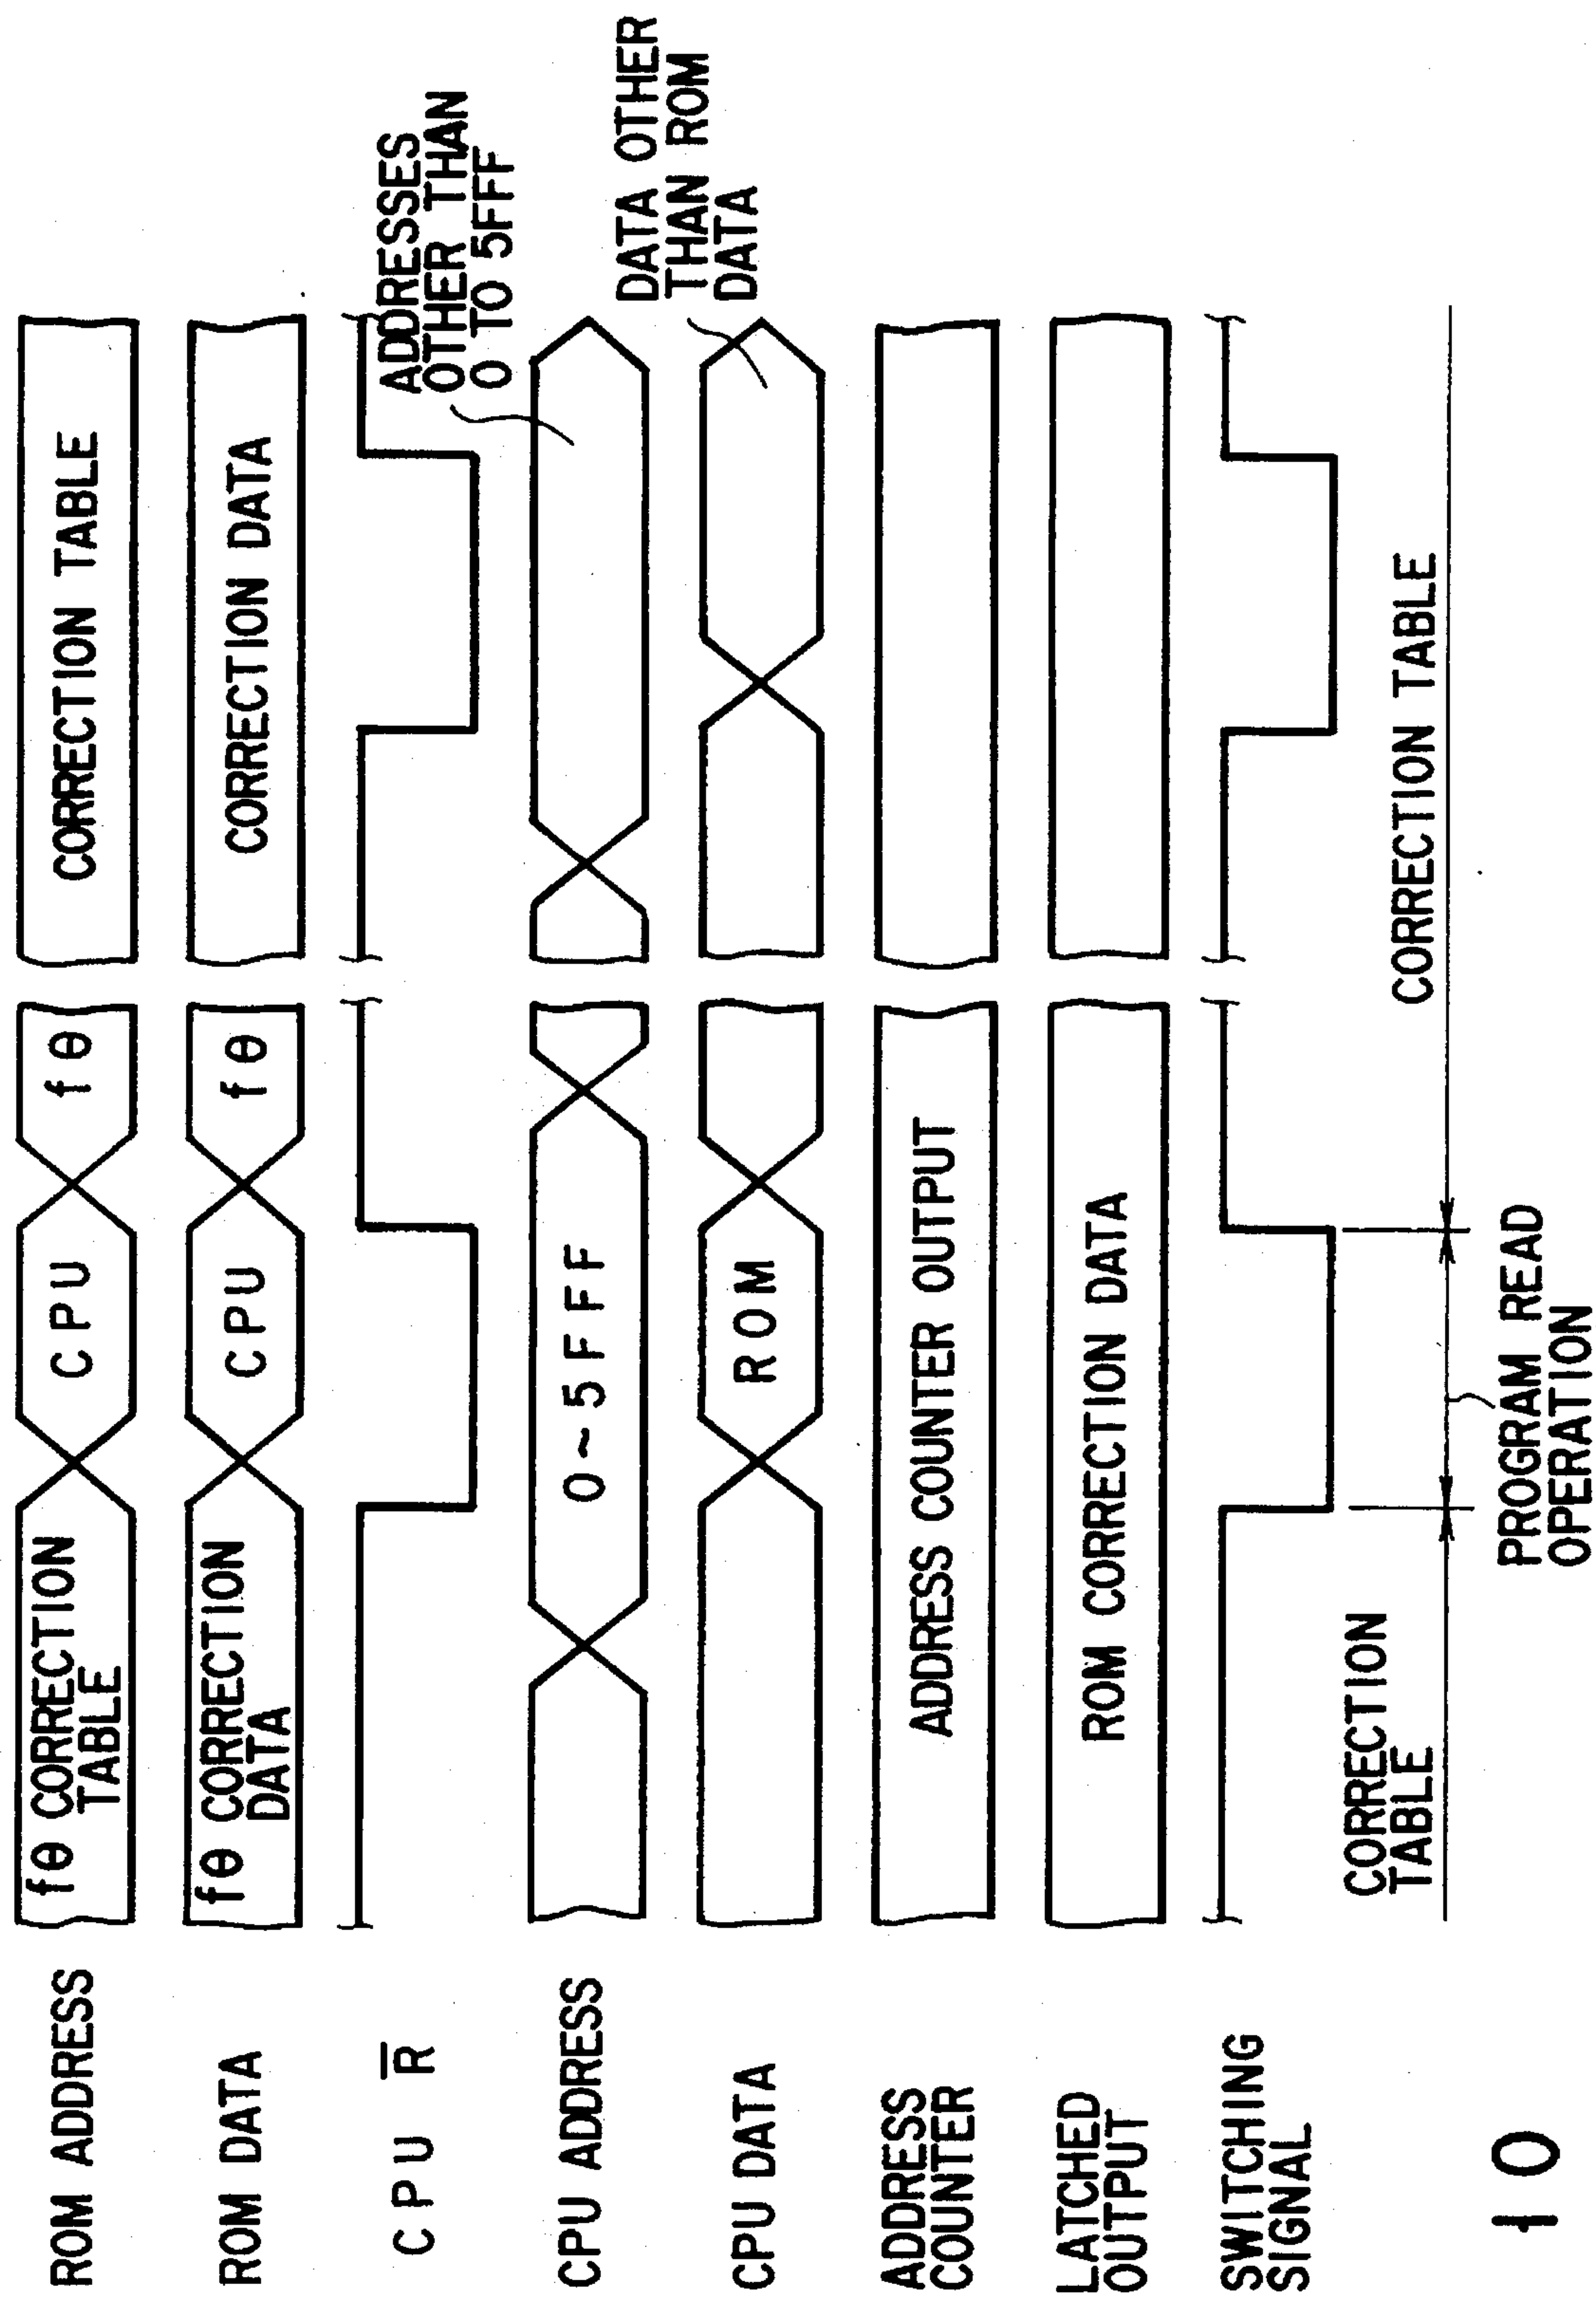 ROM ADDRESS
fθ CORRECTION
TABLE
CPU
fθ
CORRECTION TABLE
ROM DATA
fθ CORRECTION
DATA
CPU
fθ
CORRECTION DATA
CPU R̅
ADDRESSES
OTHER THAN
0 TO 5FFF
CPU ADDRESS
0~5FFF
DATA OTHER
THAN ROM
DATA
CPU DATA
ROM
ADDRESS
COUNTER
ADDRESS COUNTER OUTPUT
LATCHED
OUTPUT
ROM CORRECTION DATA
SWITCHING
SIGNAL
CORRECTION
TABLE
CORRECTION TABLE
PROGRAM READ
OPERATION
10